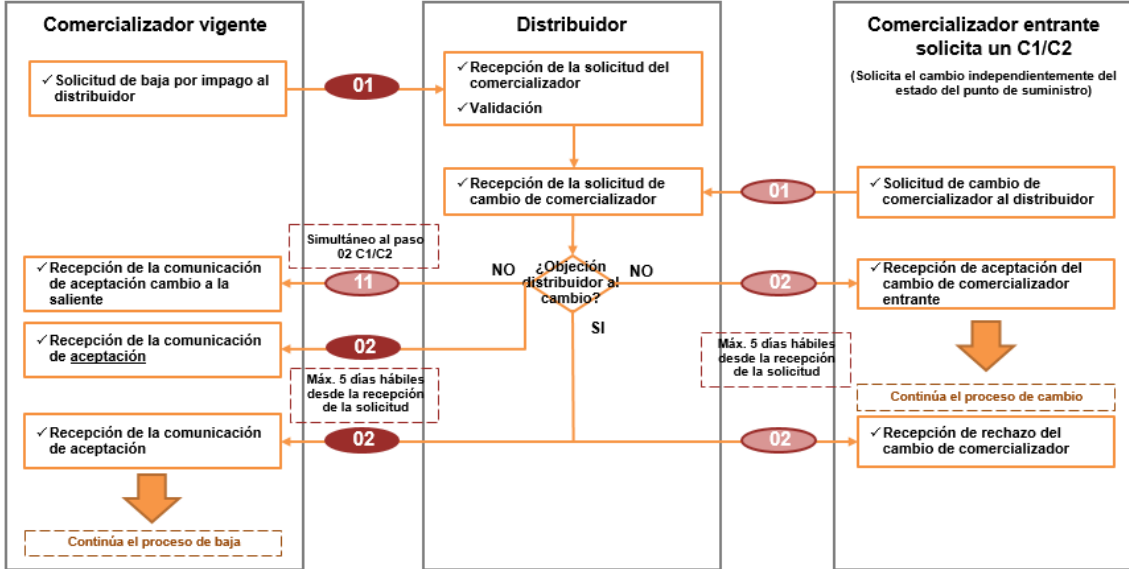 Comercializador vigente
✓ Solicitud de baja por impago al
distribuidor
01
Distribuidor
✓ Recepción de la solicitud del
comercializador
✓ Validación
Comercializador entrante
solicita un C1/C2
(Solicita el cambio independientemente del
estado del punto de suministro)
✓ Recepción de la solicitud de
cambio de comercializador
01
✓ Solicitud de cambio de
comercializador al distribuidor
Simultáneo al paso
02 C1/C2
✓ Recepción de la comunicación
de aceptación cambio a la
saliente
11
NO
¿Objeción
distribuidor al
cambio?
NO
02
✓ Recepción de aceptación del
cambio de comercializador
entrante
SI
✓ Recepción de la comunicación
de aceptación
02
Máx. 5 días hábiles
desde la recepción
de la solicitud
Máx. 5 días hábiles
desde la recepción
de la solicitud
Continúa el proceso de cambio
✓ Recepción de la comunicación
de aceptación
02
02
✓ Recepción de rechazo del
cambio de comercializador
Continúa el proceso de baja